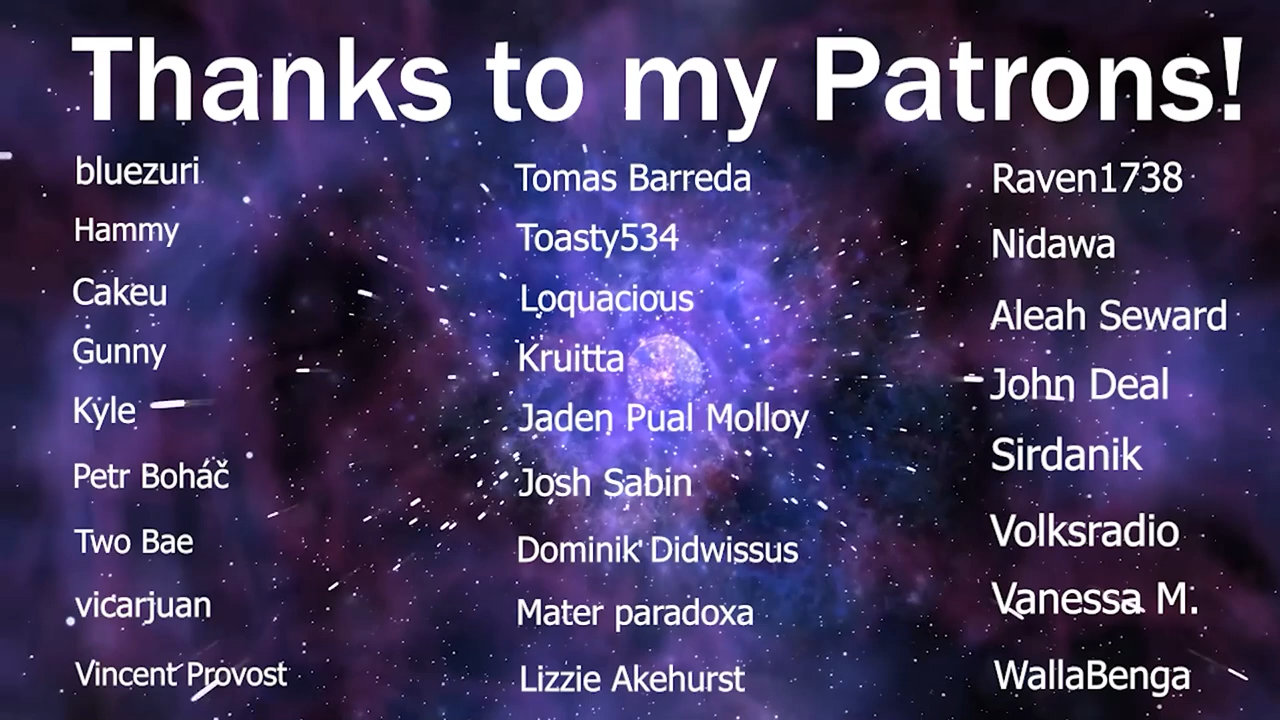 Thanks to my Patrons!
bluezuri
Hammy
Cakeu
Gunny
Kyle
Petr Boháč
Two Bae
vicarjuan
Vincent Provost
Tomas Barreda
Toasty534
Loquacious
Kruitta
Jaden Pual Molloy
Josh Sabin
Dominik Didwissus
Mater paradoxa
Lizzie Akehurst
Raven1738
Nidawa
Aleah Seward
John Deal
Sirdanik
Volksradio
Vanessa M.
WallaBenga